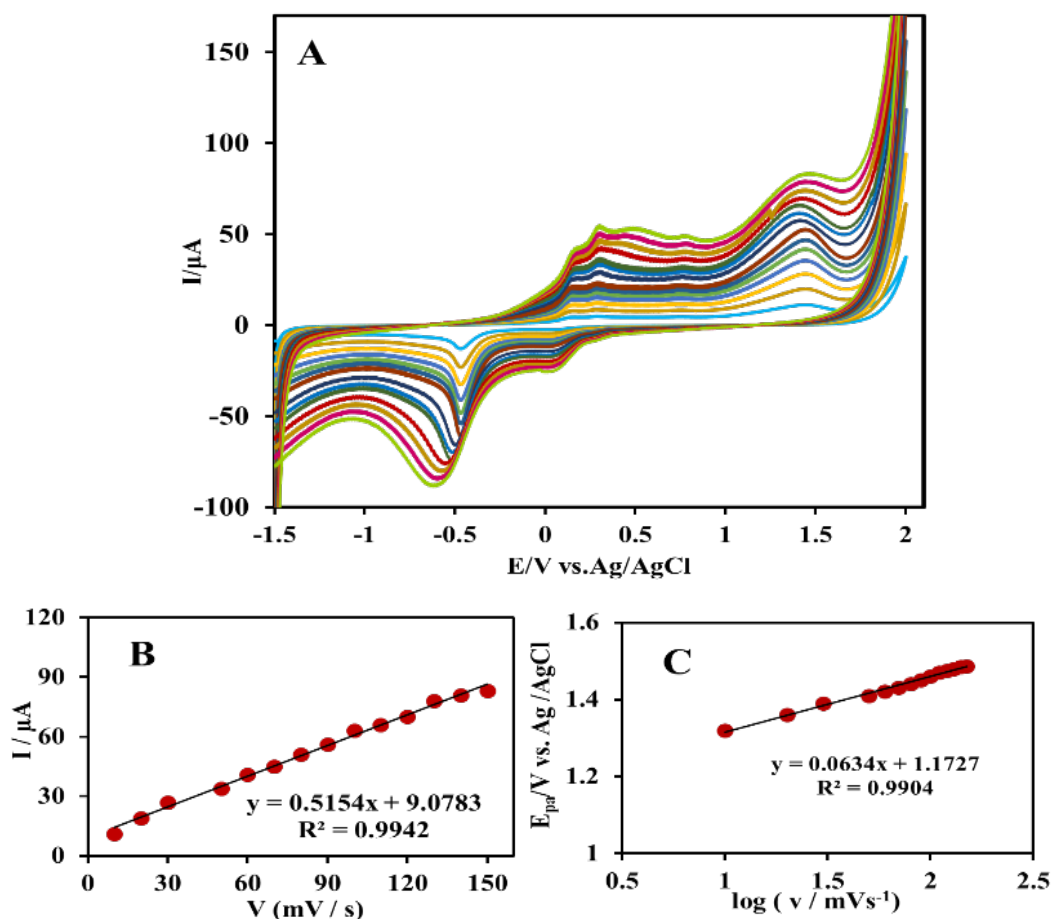 A
150
100
50
0
-50
-100
I/µA
-1.5 -1 -0.5 0 0.5 1 1.5 2
E/V vs.Ag/AgCl
B
120
90
60
30
0
I / µA
y = 0.5154x + 9.0783
R² = 0.9942
0 30 60 90 120 150
V (mV / s)
C
1.6
1.4
1.2
1
Epa/V vs. Ag /AgCl
y = 0.0634x + 1.1727
R² = 0.9904
0.5 1 1.5 2 2.5
log ( v / mVs⁻¹)